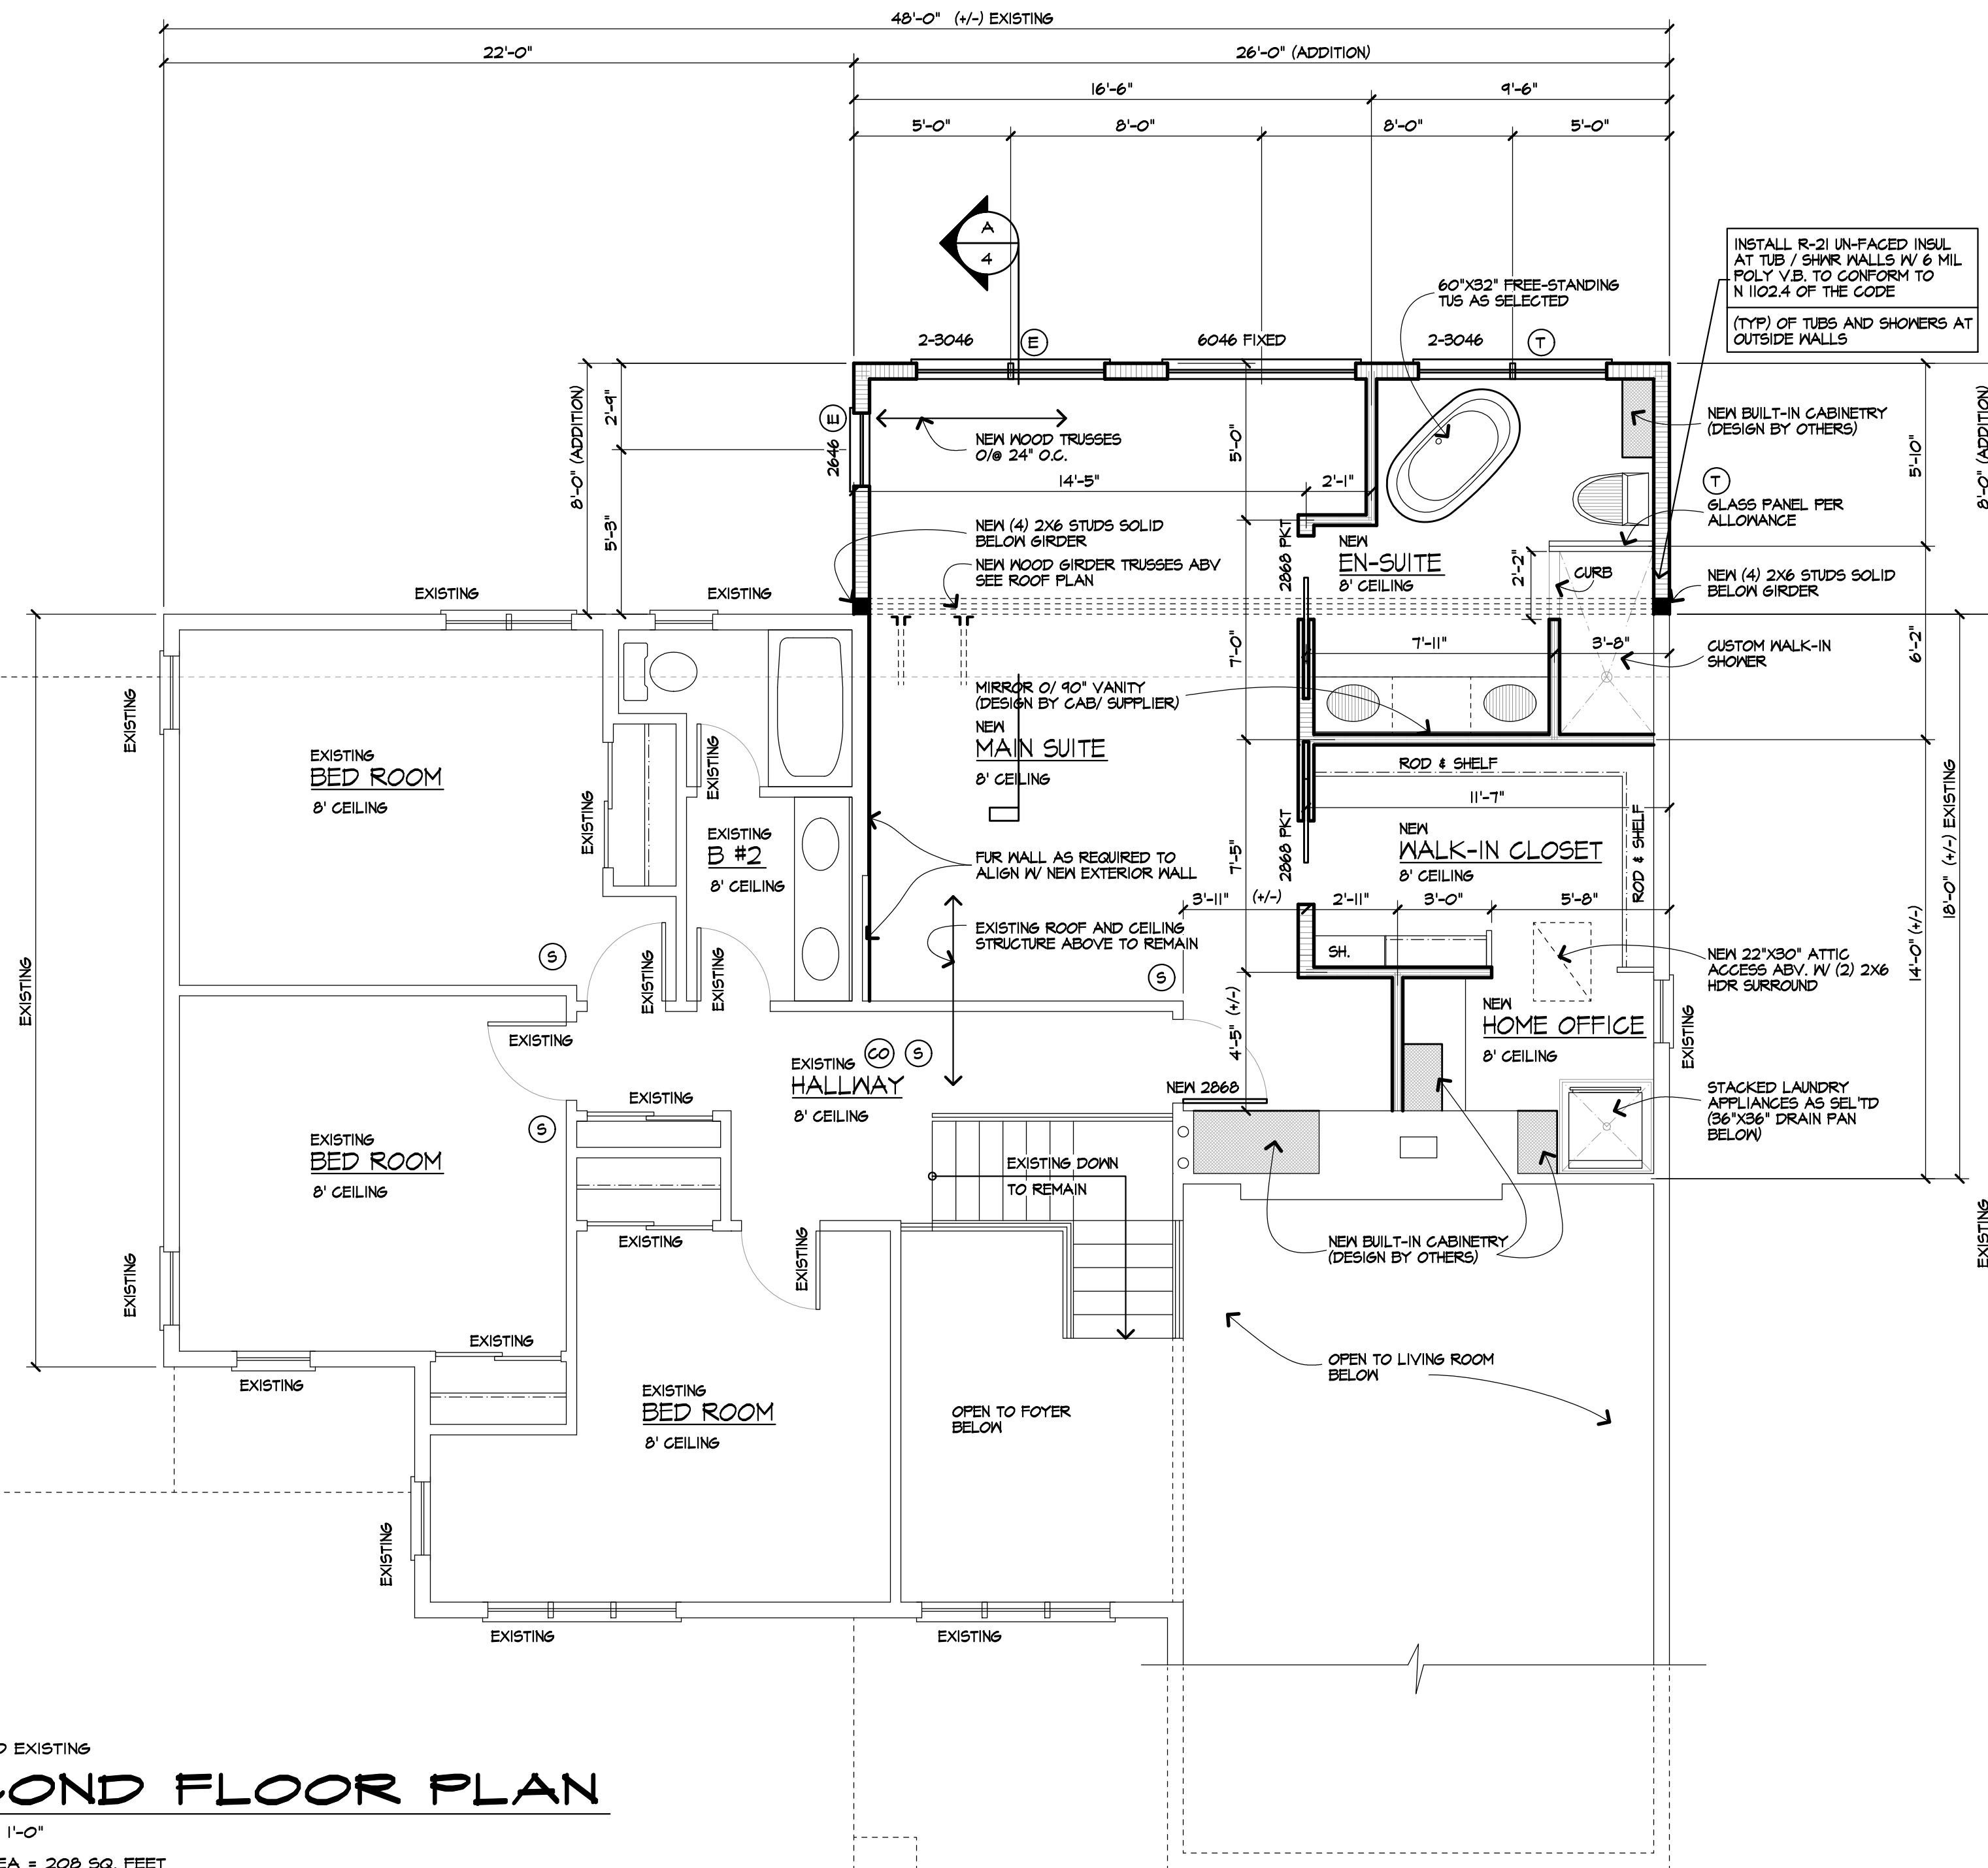 48'-0" (+/-) EXISTING
22'-0"
26'-0" (ADDITION)
16'-6"
9'-6"
5'-0"
8'-0"
8'-0"
5'-0"
A
4
INSTALL R-21 UN-FACED INSUL
AT TUB / SHWR WALLS W/ 6 MIL
POLY V.B. TO CONFORM TO
N 1102.4 OF THE CODE
(TYP) OF TUBS AND SHOWERS AT
OUTSIDE WALLS
60"X32" FREE-STANDING
TUS AS SELECTED
2-3046
E
6046 FIXED
2-3046
T
8'-0" (ADDITION)
2'-9"
5'-3"
E
2646
NEW WOOD TRUSSES
O/@ 24" O.C.
5'-0"
14'-5"
2'-1"
NEW BUILT-IN CABINETRY
(DESIGN BY OTHERS)
5'-10"
8'-0" (ADDITION)
T
GLASS PANEL PER
ALLOWANCE
NEW (4) 2X6 STUDS SOLID
BELOW GIRDER
NEW WOOD GIRDER TRUSSES ABV
SEE ROOF PLAN
2868 PKT
NEW
EN-SUITE
8' CEILING
2'-2"
CURB
NEW (4) 2X6 STUDS SOLID
BELOW GIRDER
EXISTING
EXISTING
7'-0"
7'-11"
3'-8"
6'-2"
CUSTOM WALK-IN
SHOWER
EXISTING
MIRROR O/ 90" VANITY
(DESIGN BY CAB/ SUPPLIER)
NEW
MAIN SUITE
8' CEILING
EXISTING
BED ROOM
8' CEILING
EXISTING
EXISTING
ROD & SHELF
11'-7"
ROD & SHELF
18'-0" (+/-) EXISTING
EXISTING
B #2
8' CEILING
NEW
WALK-IN CLOSET
8' CEILING
2868 PKT
7'-5"
FUR WALL AS REQUIRED TO
ALIGN W/ NEW EXTERIOR WALL
3'-11" (+/-)
2'-11"
3'-0"
5'-8"
14'-0" (+/-)
EXISTING ROOF AND CEILING
STRUCTURE ABOVE TO REMAIN
SH.
S
S
EXISTING
EXISTING
EXISTING
NEW 22"X30" ATTIC
ACCESS ABV. W/ (2) 2X6
HDR SURROUND
NEW
HOME OFFICE
8' CEILING
EXISTING
4'-5" (+/-)
EXISTING
EXISTING
CO
S
HALLWAY
8' CEILING
NEW 2868
EXISTING
STACKED LAUNDRY
APPLIANCES AS SEL'TD
(36"X36" DRAIN PAN
BELOW)
S
EXISTING
BED ROOM
8' CEILING
EXISTING DOWN
TO REMAIN
EXISTING
EXISTING
EXISTING
NEW BUILT-IN CABINETRY
(DESIGN BY OTHERS)
EXISTING
EXISTING
EXISTING
OPEN TO LIVING ROOM
BELOW
EXISTING
BED ROOM
8' CEILING
OPEN TO FOYER
BELOW
EXISTING
EXISTING
EXISTING
EXISTING
OND FLOOR PLAN
1'-0"
EA = 208 SQ. FEET